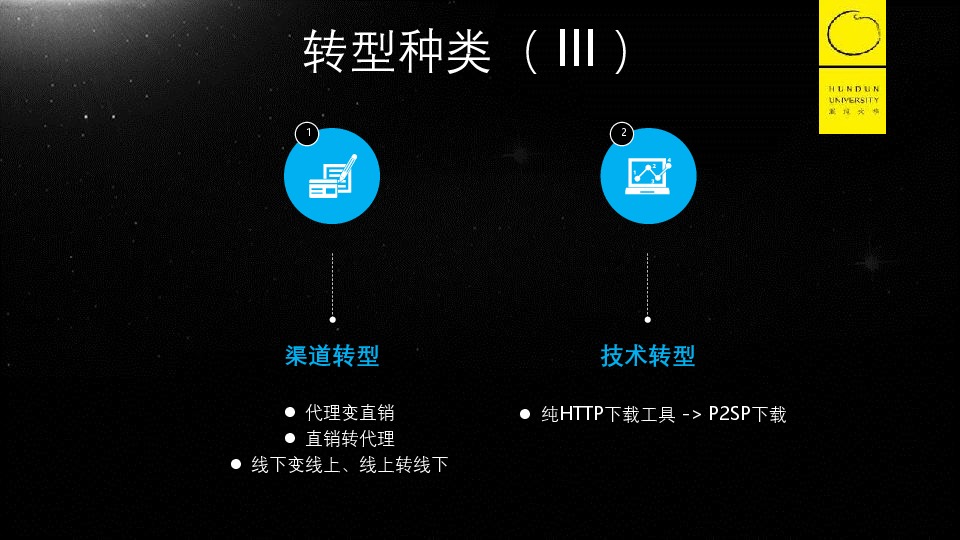 转型种类（III）
HUNDUN
UNIVERSITY
混沌大学
1
2
渠道转型
技术转型
● 代理变直销
● 直销转代理
● 线下变线上、线上转线下
● 纯HTTP下载工具 -> P2SP下载